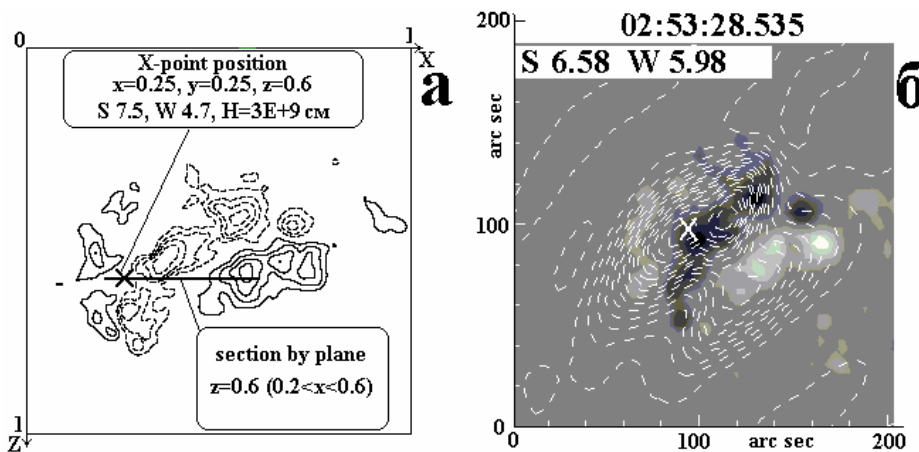 0
1
X
X-point position
x=0.25, y=0.25, z=0.6
S 7.5, W 4.7, H=3E+9 см
а
section by plane
z=0.6 (0.2<x<0.6)
1
Z
200
02:53:28.535
S 6.58 W 5.98
б
arc sec
100
X
0
0
100
arc sec
200